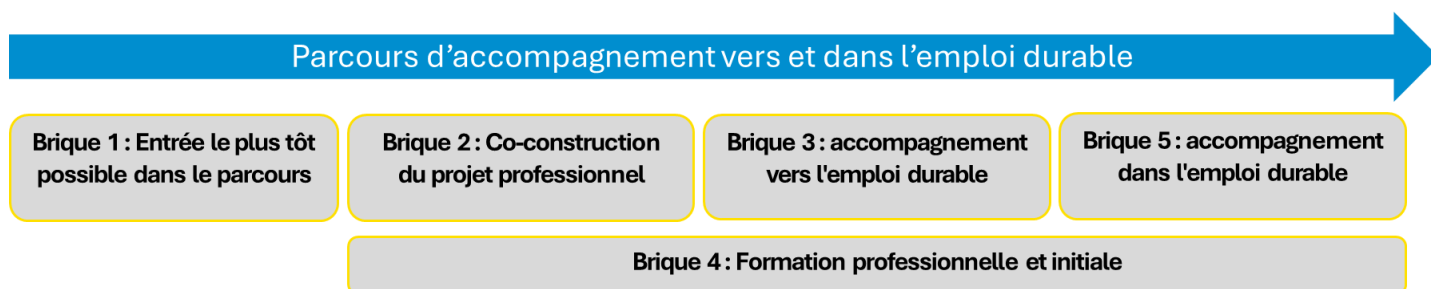 Parcours d'accompagnement vers et dans l'emploi durable
Brique 1 : Entrée le plus tôt
possible dans le parcours
Brique 2 : Co-construction
du projet professionnel
Brique 3 : accompagnement
vers l'emploi durable
Brique 5 : accompagnement
dans l'emploi durable
Brique 4 : Formation professionnelle et initiale